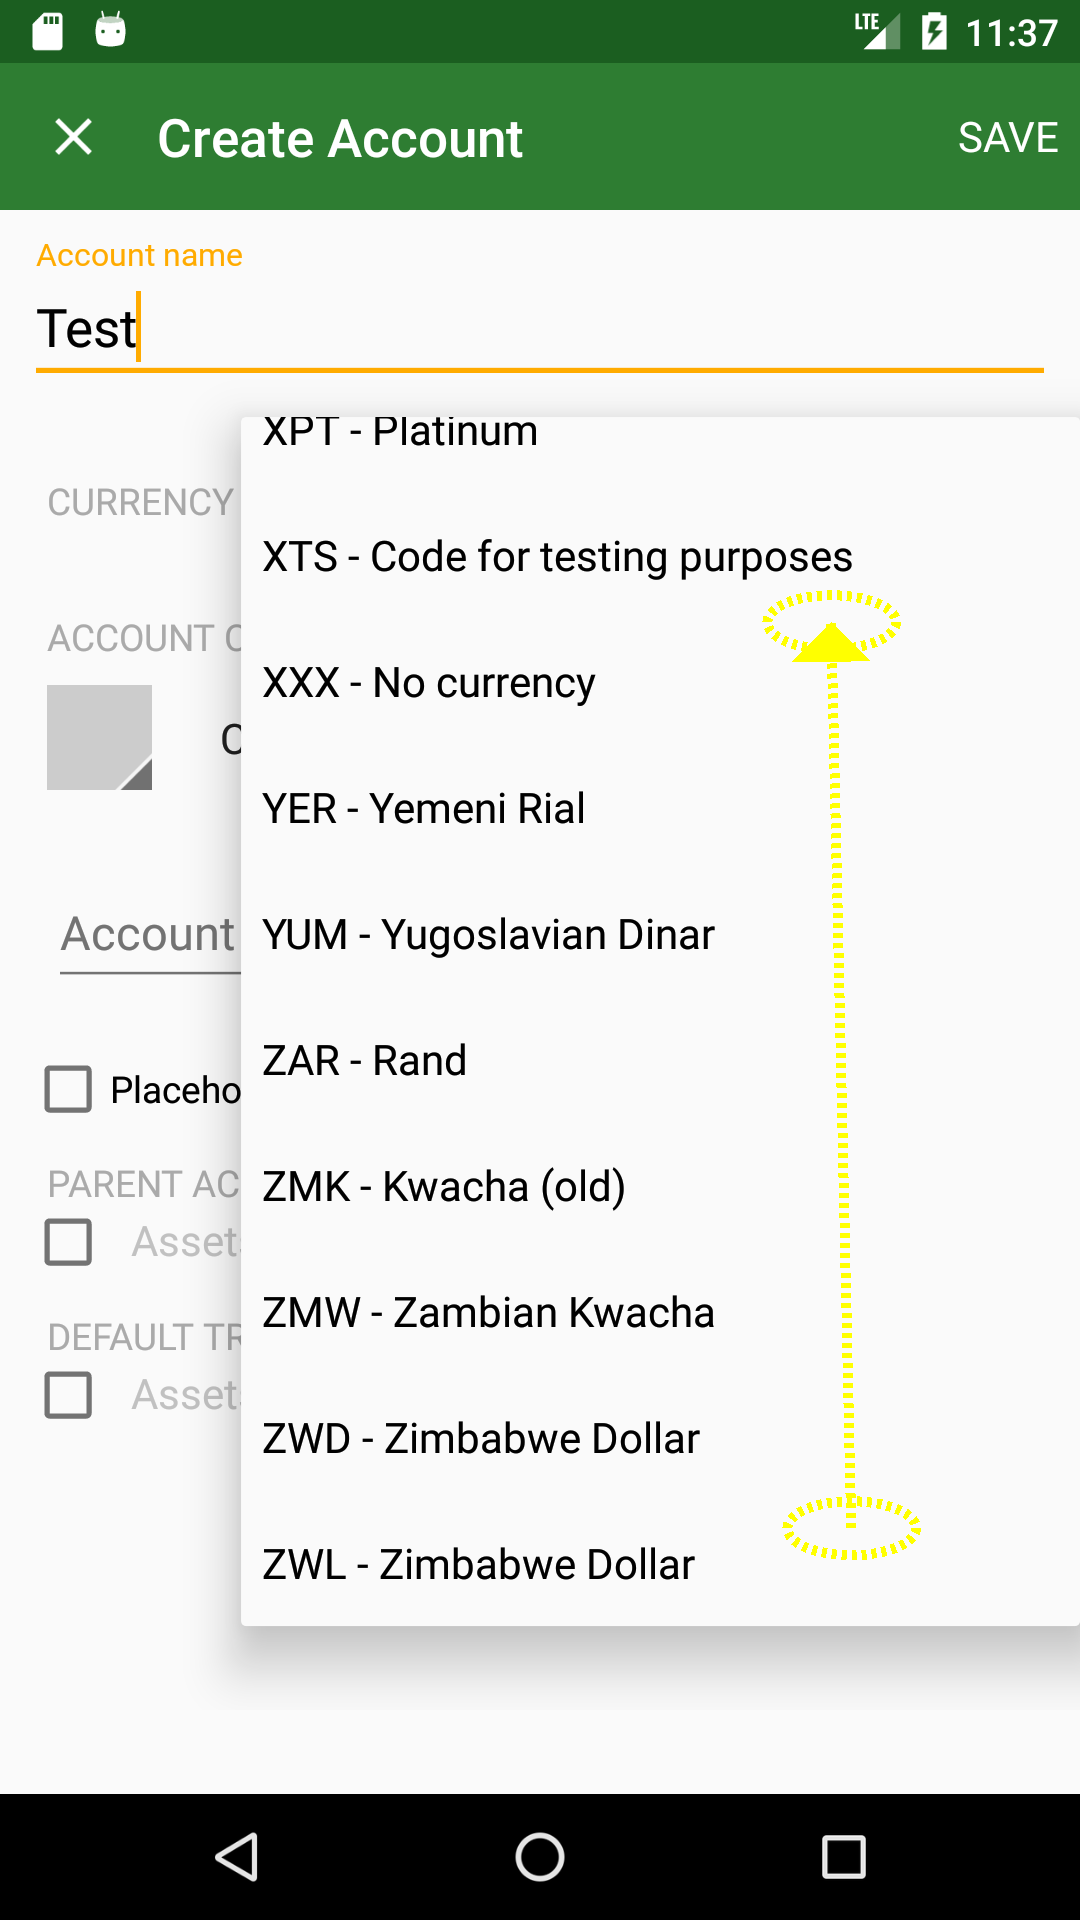 LTE 11:37
Create Account SAVE
Account name
Test
XPT - Platinum
CURRENCY
XTS - Code for testing purposes
ACCOUNT
XXX - No currency
YER - Yemeni Rial
Account
YUM - Yugoslavian Dinar
ZAR - Rand
Placeho
PARENT AC
ZMK - Kwacha (old)
Asset
ZMW - Zambian Kwacha
DEFAULT TR
Asset
ZWD - Zimbabwe Dollar
ZWL - Zimbabwe Dollar